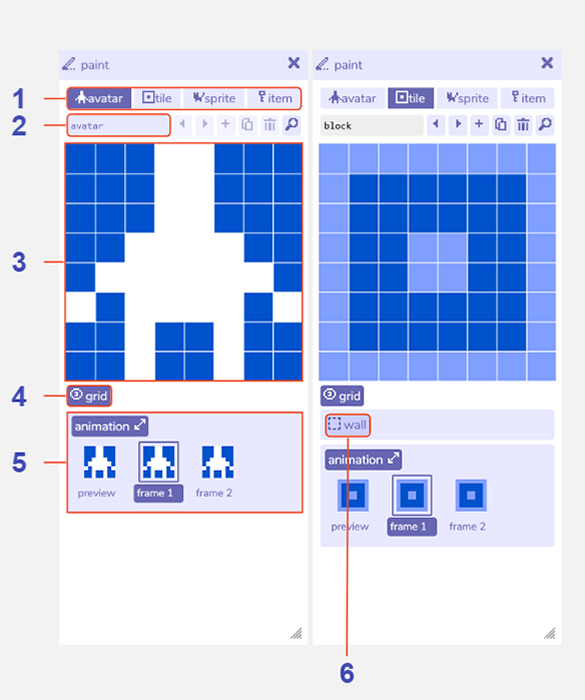 paint
1
avatar tile sprite item
2
avatar
3
4
grid
5
animation
preview frame 1 frame 2
paint
avatar tile sprite item
block
grid
wall
animation
preview frame 1 frame 2
6